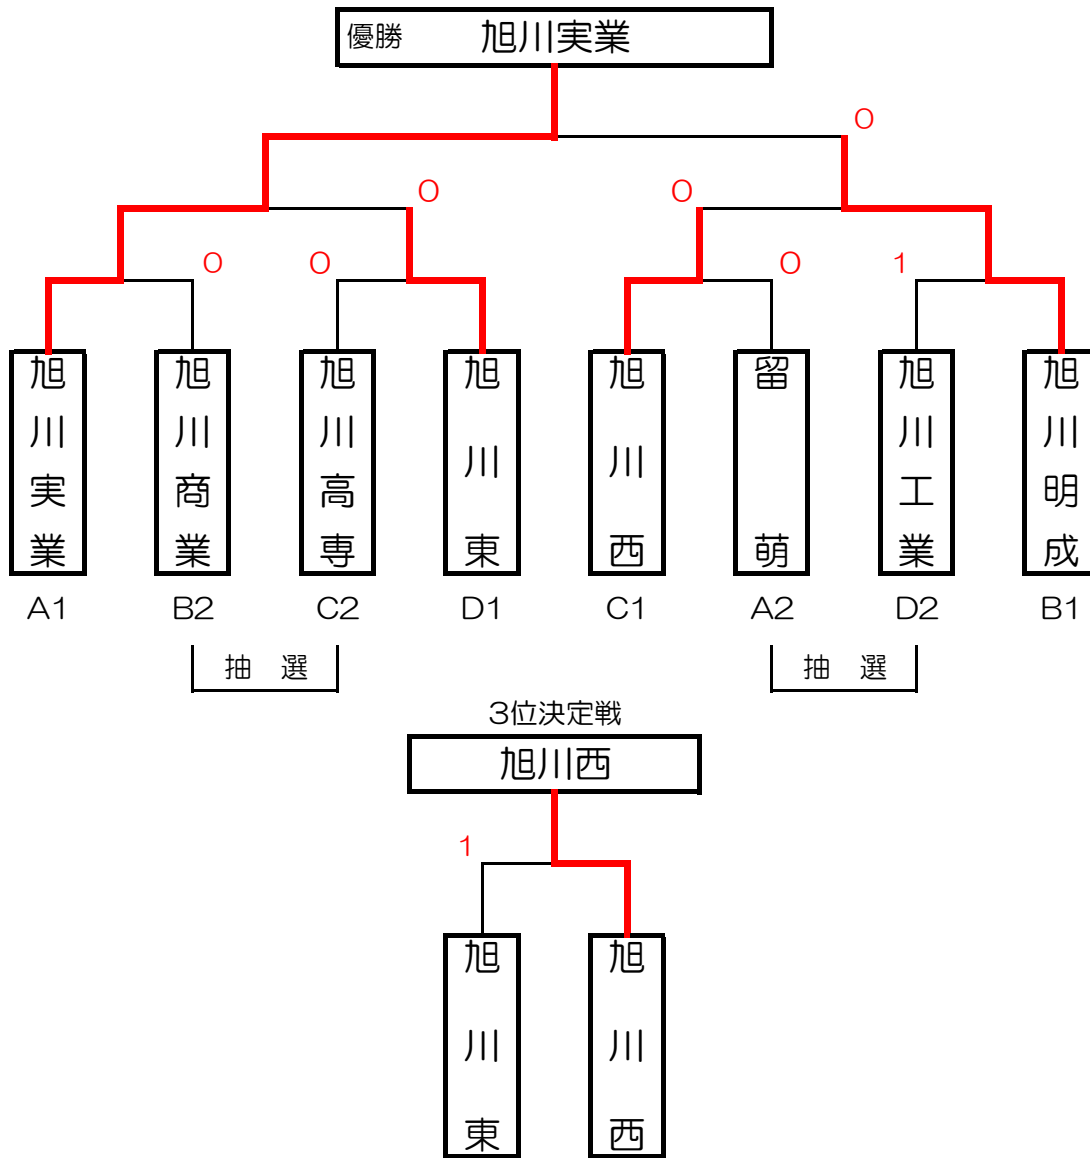 優勝 旭川実業
0
0
0
0
0
0
1
旭川実業
旭川商業
旭川高専
旭川東
旭川西
留萌
旭川工業
旭川明成
A1
B2
C2
D1
C1
A2
D2
B1
抽 選
抽 選
3位決定戦
旭川西
1
旭川東
旭川西